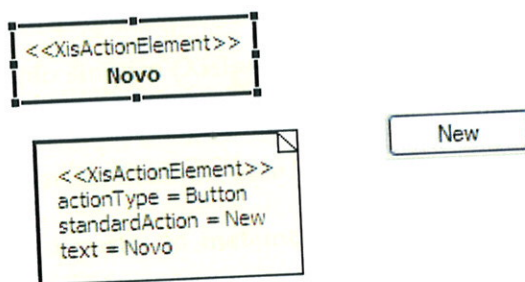 <<XisActionElement>>
Novo
New
<<XisActionElement>>
actionType = Button
standardAction = New
text = Novo